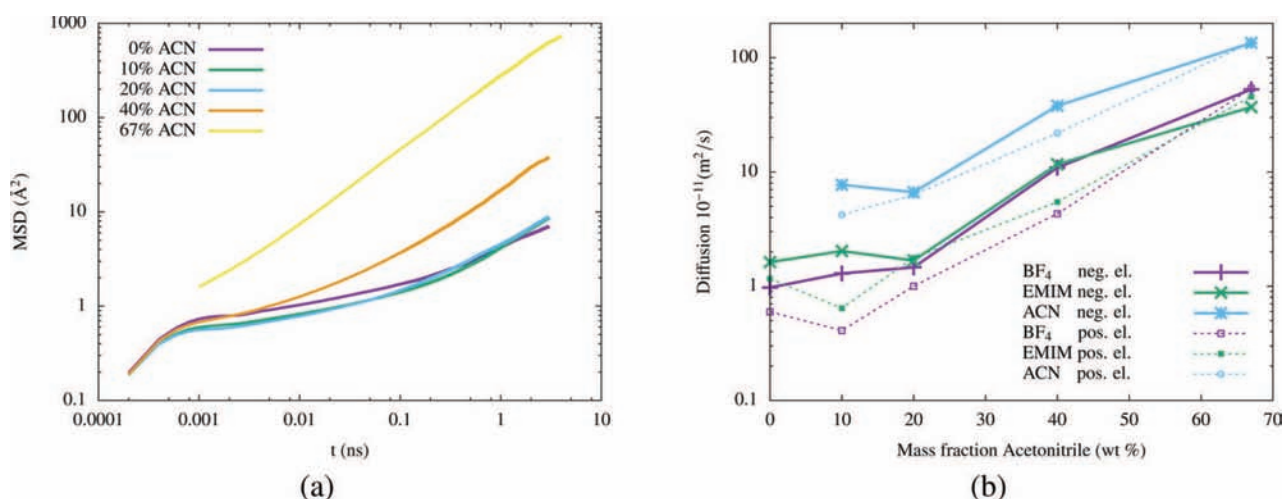 1000
100
10
1
0.1
MSD (Å²)
0% ACN
10% ACN
20% ACN
40% ACN
67% ACN
0.0001 0.001 0.01 0.1 1 10
t (ns)
(a)
100
10
1
0.1
Diffusion 10⁻¹¹(m²/s)
BF₄ neg. el.
EMIM neg. el.
ACN neg. el.
BF₄ pos. el.
EMIM pos. el.
ACN pos. el.
0 10 20 30 40 50 60 70
Mass fraction Acetonitrile (wt %)
(b)